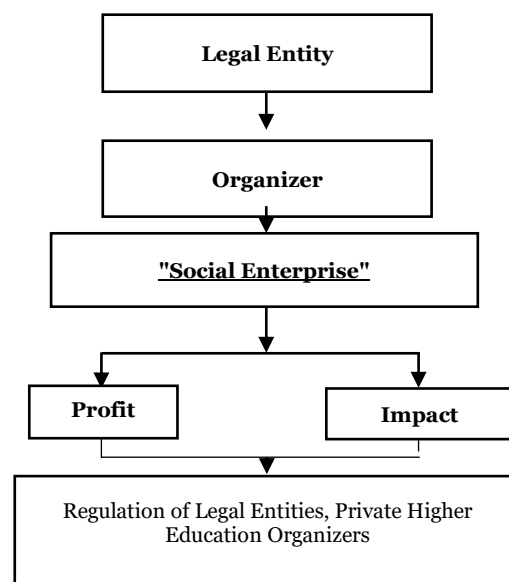 Legal Entity
Organizer
"Social Enterprise"
Profit
Impact
Regulation of Legal Entities, Private Higher
Education Organizers